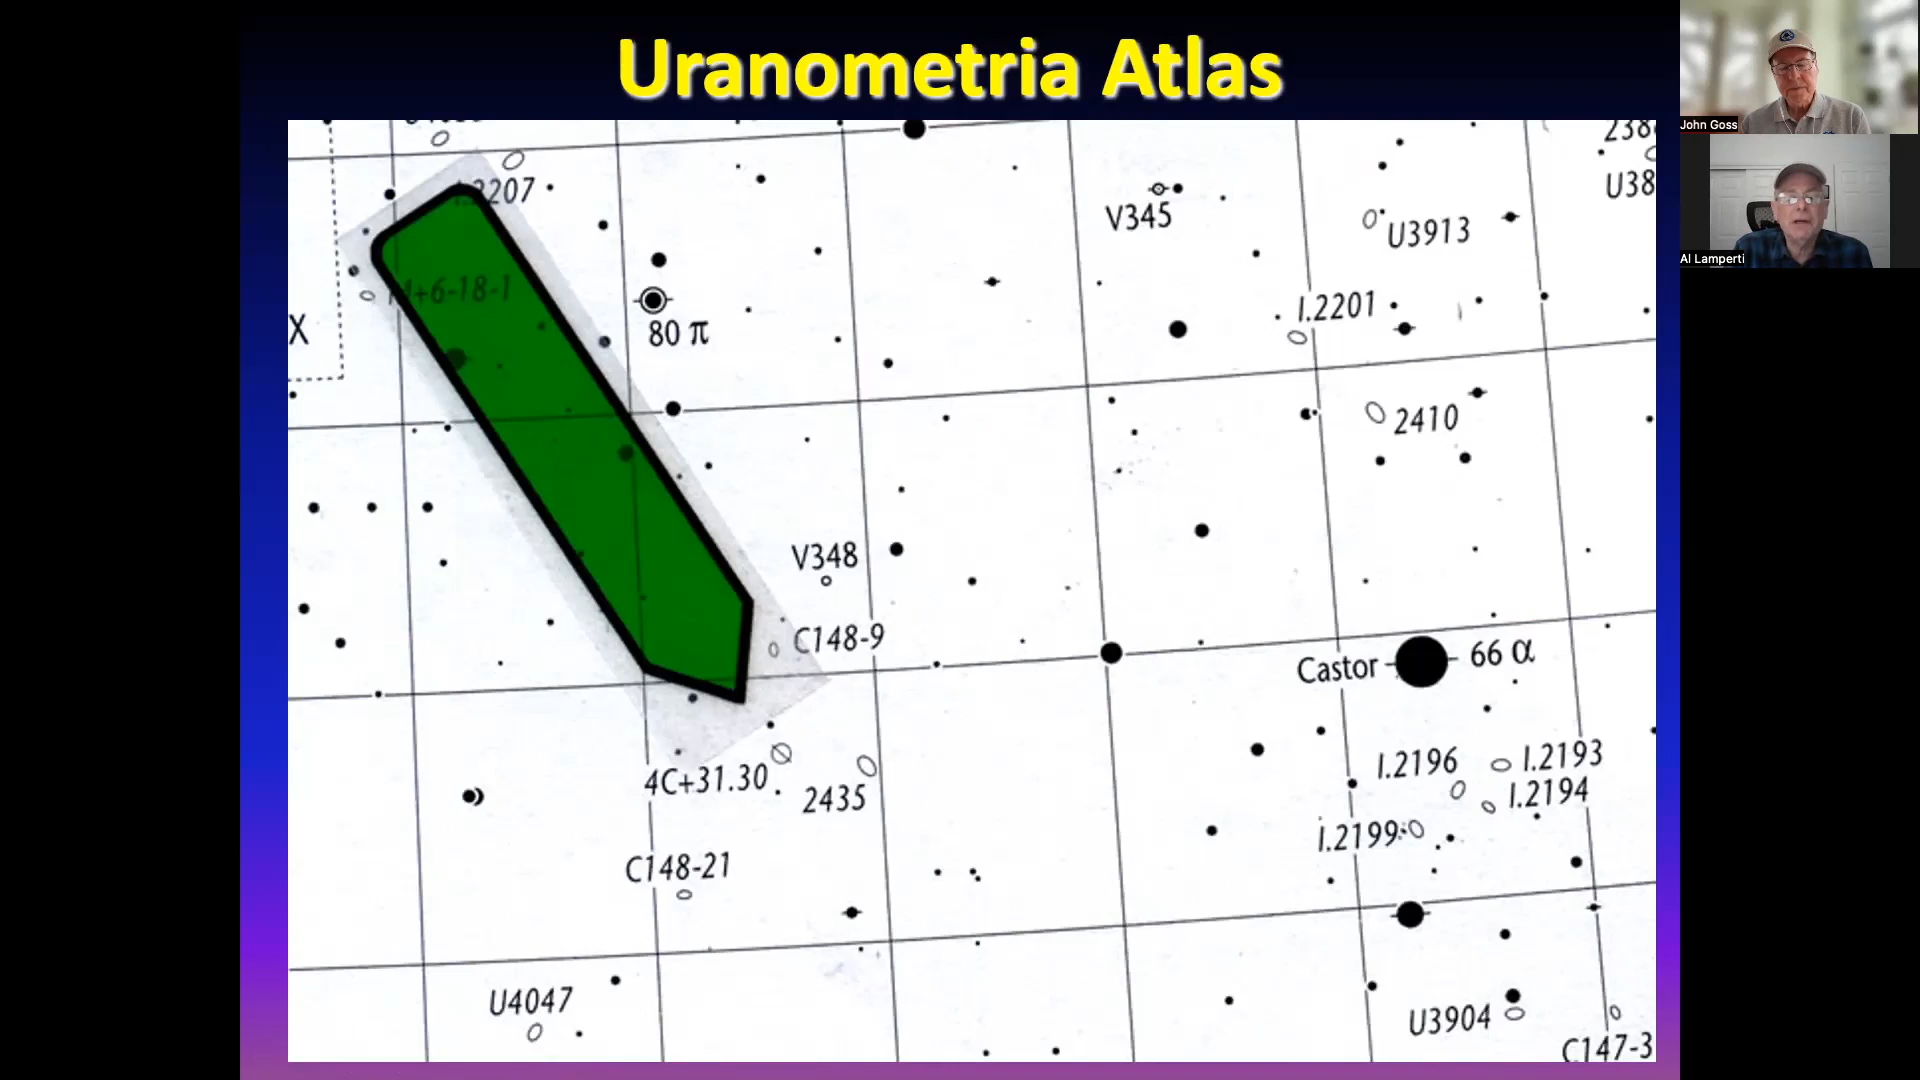 Uranometria Atlas
John Goss
Al Lamperti
2207
U38
V345
U3913
M+6-18-1
I.2201
X
80 π
2410
V348
C148-9
Castor
66 α
I.2196
I.2193
4C+31.30
2435
I.2194
I.2199
C148-21
U4047
U3904
C147-3